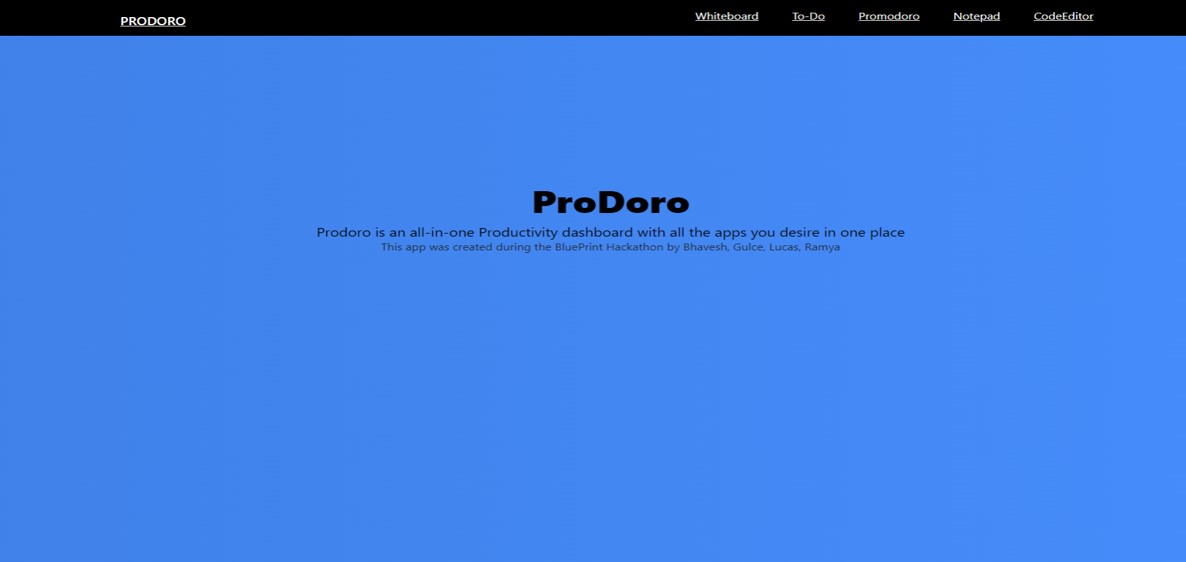 PRODORO
Whiteboard To-Do Promodoro Notepad CodeEditor
ProDoro
Prodoro is an all-in-one Productivity dashboard with all the apps you desire in one place
This app was created during the BluePrint Hackathon by Bhavesh, Gulce, Lucas, Ramya